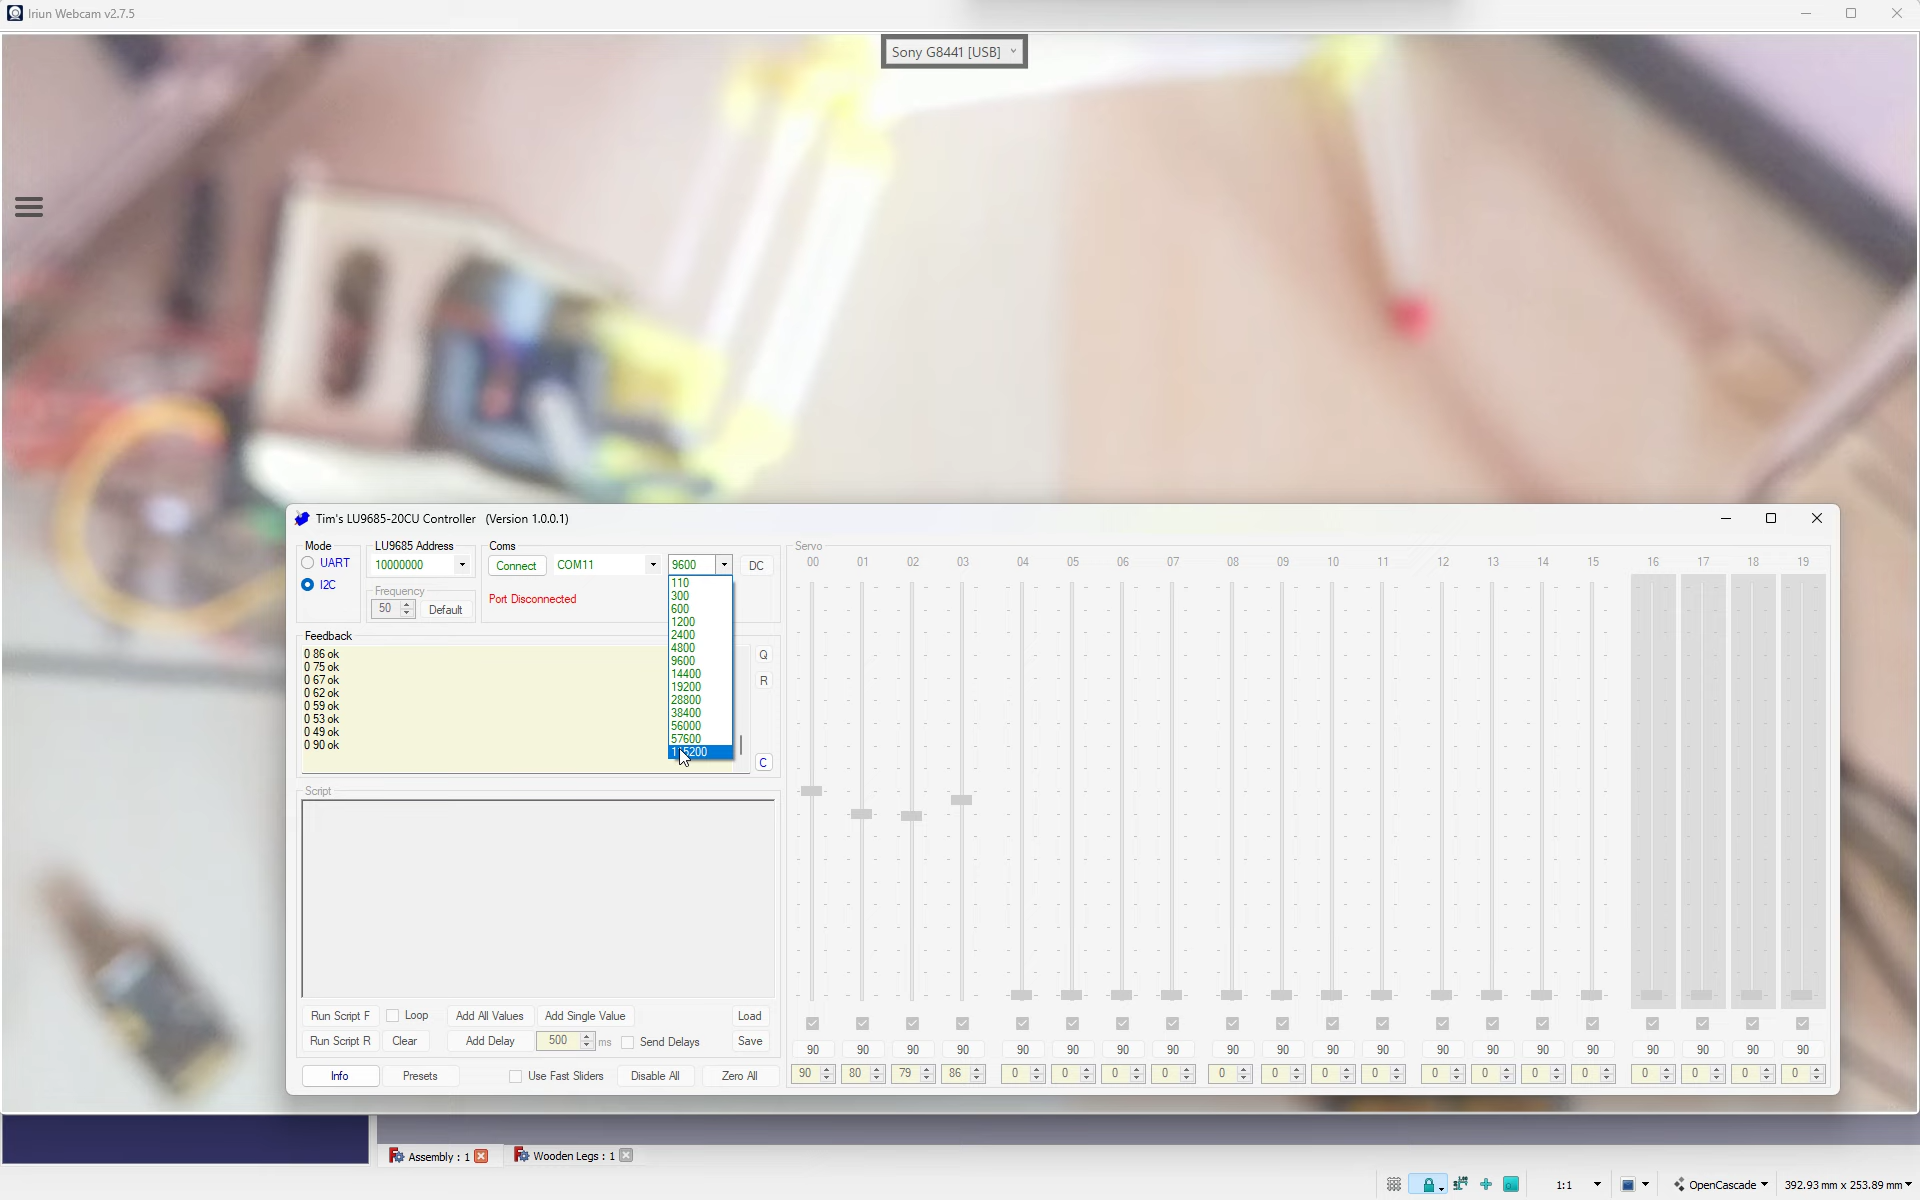 Iriun Webcam v2.7.5
Sony G8441 [USB]
Tim's LU9685-20CU Controller (Version 1.0.0.1)
Mode
UART
I2C
LU9685 Address
10000000
Frequency
50
Default
Coms
Connect
COM11
9600
DC
Port Disconnected
110
300
600
1200
2400
4800
9600
14400
19200
28800
38400
56000
57600
115200
Feedback
0 86 ok
0 75 ok
0 67 ok
0 62 ok
0 59 ok
0 53 ok
0 49 ok
0 90 ok
Q
R
C
Script
Run Script F
Loop
Add All Values
Add Single Value
Load
Run Script R
Clear
Add Delay
500
ms
Send Delays
Save
Info
Presets
Use Fast Sliders
Disable All
Zero All
Servo
00 01 02 03 04 05 06 07 08 09 10 11 12 13 14 15 16 17 18 19
90 90 90 90 90 90 90 90 90 90 90 90 90 90 90 90 90 90 90 90
90 80 79 86 0 0 0 0 0 0 0 0 0 0 0 0 0 0 0 0
Assembly : 1
Wooden Legs : 1
1:1
OpenCascade
392.93 mm x 253.89 mm